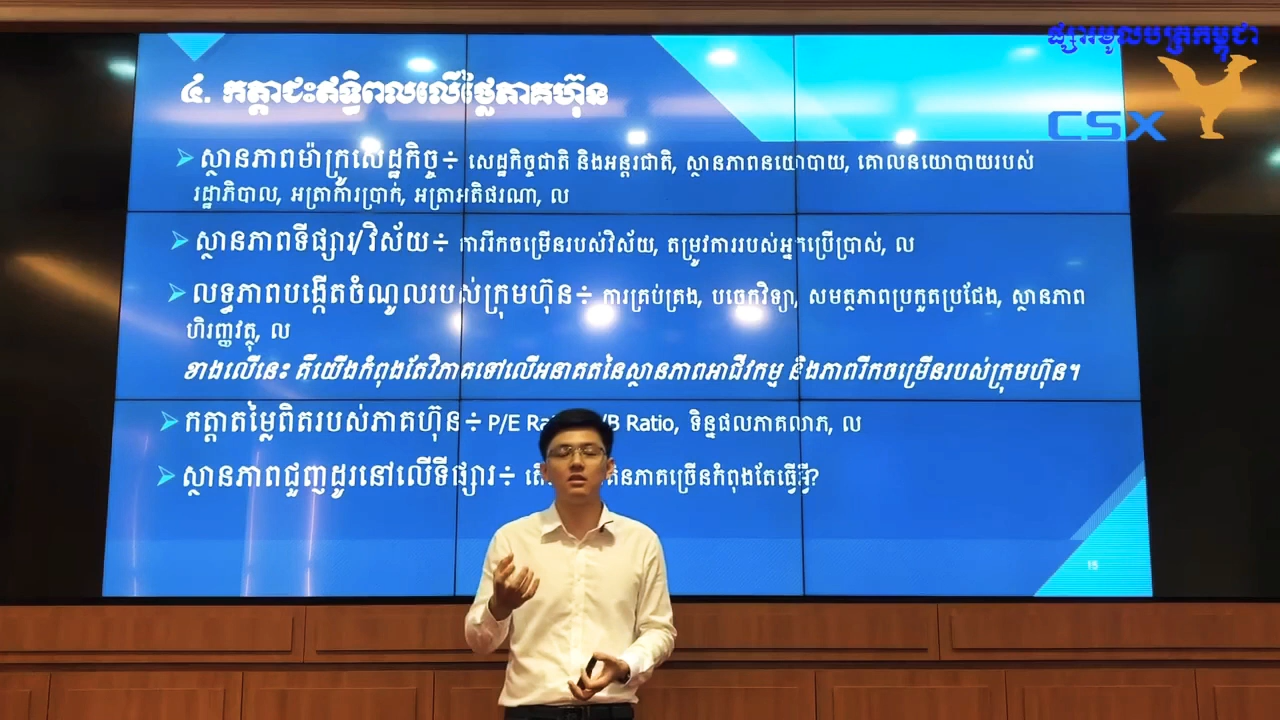 ផ្សារមូលបត្រកម្ពុជា
CSX
៤. កត្តាជះឥទ្ធិពលលើថ្លៃភាគហ៊ុន
ស្ថានភាពម៉ាក្រូសេដ្ឋកិច្ច÷ សេដ្ឋកិច្ចជាតិ និងអន្តរជាតិ, ស្ថានភាពនយោបាយ, គោលនយោបាយរបស់
រដ្ឋាភិបាល, អត្រាការប្រាក់, អត្រាអតិផរណា, ល
ស្ថានភាពទីផ្សារ/វិស័យ÷ ការរីកចម្រើនរបស់វិស័យ, តម្រូវការរបស់អ្នកប្រើប្រាស់, ល
លទ្ធភាពបង្កើតចំណូលរបស់ក្រុមហ៊ុន÷ ការគ្រប់គ្រង, បច្ចេកវិទ្យា, សមត្ថភាពប្រកួតប្រជែង, ស្ថានភាព
ហិរញ្ញវត្ថុ, ល
ខាងលើនេះ គឺយើងកំពុងតែវិភាគទៅលើអនាគតនៃស្ថានភាពអាជីវកម្ម និងភាពរីកចម្រើនរបស់ក្រុមហ៊ុន។
កត្តាតម្លៃពិតរបស់ភាគហ៊ុន÷ P/E /B Ratio, ទិន្នផលភាគលាភ, ល
ស្ថានភាពជួញដូរនៅលើទីផ្សារ÷ ភាគច្រើនកំពុងតែធ្វើអ្វី?
15